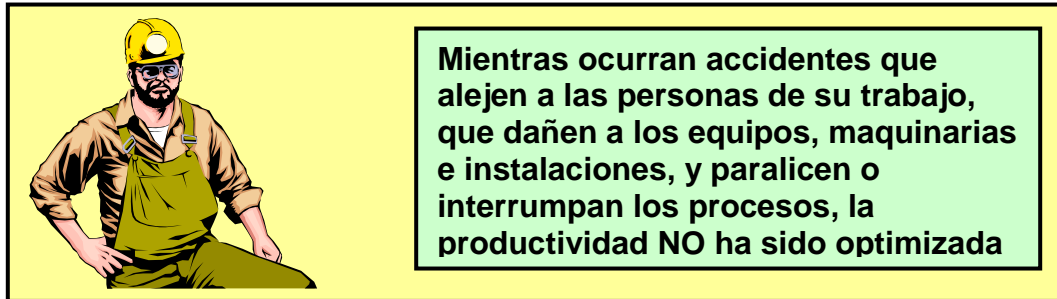 Mientras ocurran accidentes que
alejen a las personas de su trabajo,
que dañen a los equipos, maquinarias
e instalaciones, y paralicen o
interrumpan los procesos, la
productividad NO ha sido optimizada